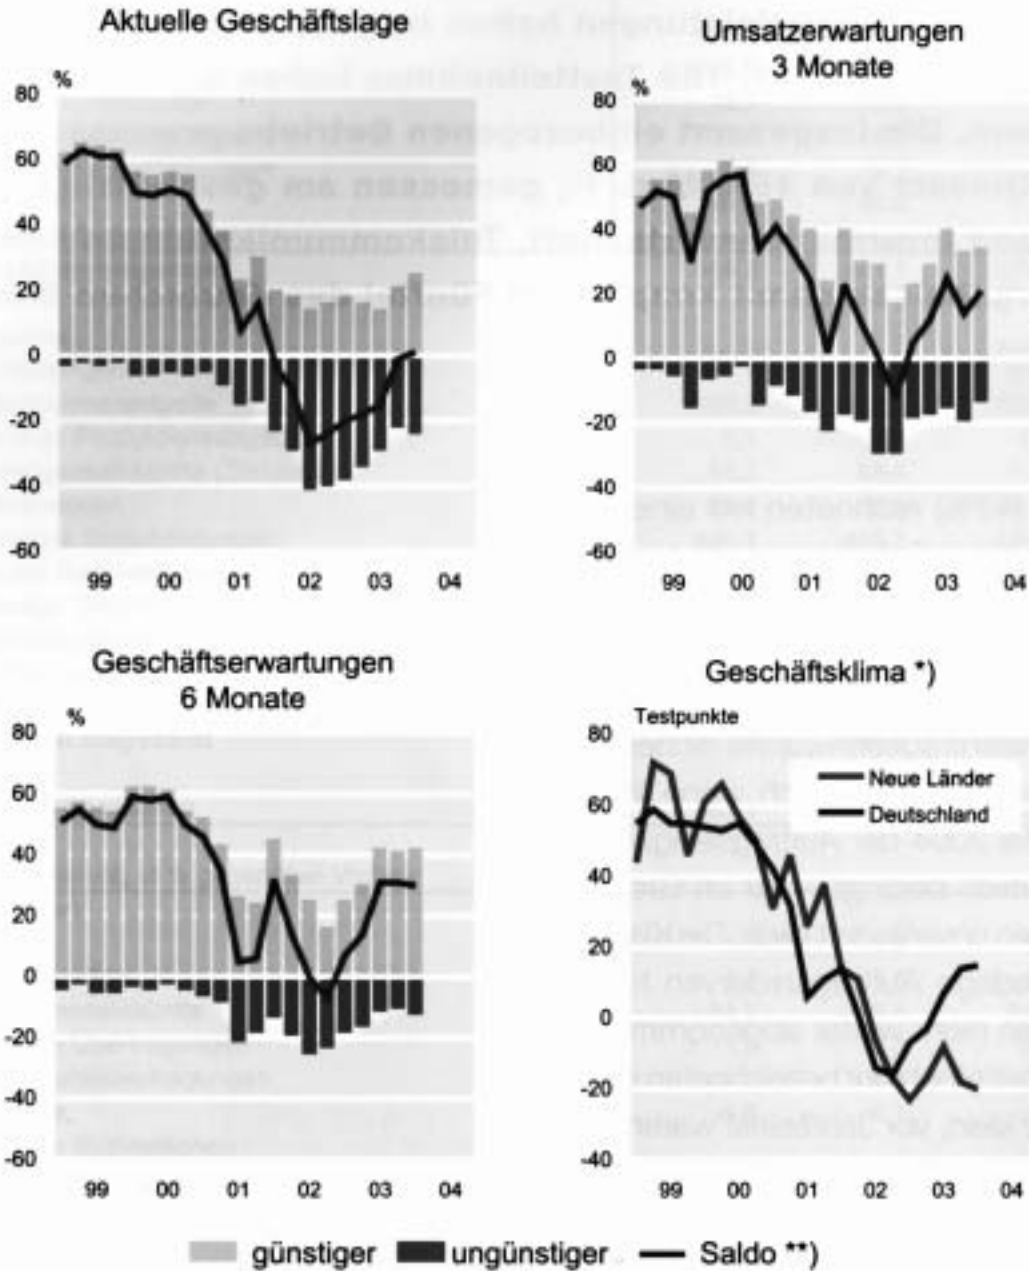 Aktuelle Geschäftslage
%
80
60
40
20
0
-20
-40
-60
99 00 01 02 03 04
Umsatzerwartungen
3 Monate
%
80
60
40
20
0
-20
-40
-60
99 00 01 02 03 04
Geschäftserwartungen
6 Monate
%
80
60
40
20
0
-20
-40
-60
99 00 01 02 03 04
Geschäftsklima *)
Testpunkte
80
60
40
20
0
-20
-40
Neue Länder
Deutschland
99 00 01 02 03 04
günstiger ungünstiger Saldo **)